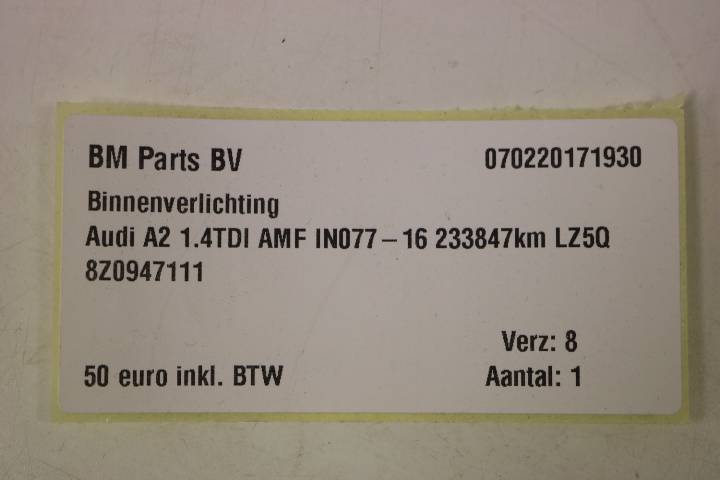 BM Parts BV 070220171930
Binnenverlichting
Audi A2 1.4TDI AMF IN077-16 233847km LZ5Q
8Z0947111
Verz: 8
50 euro inkl. BTW Aantal: 1